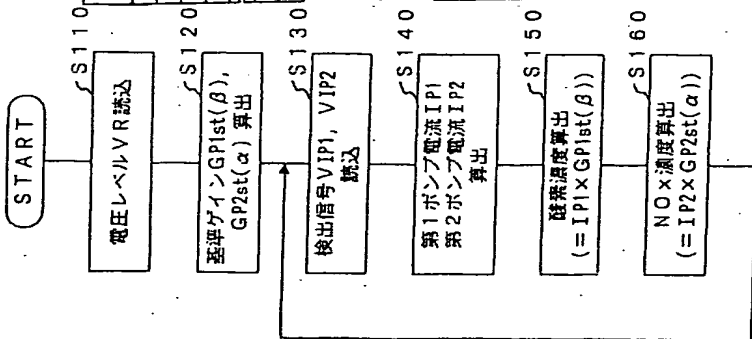 START
S110
電圧レベルVR読込
S120
基準ゲインGP1st(β),
GP2st(α) 算出
S130
検出信号VIP1, VIP2
読込
S140
第1ポンプ電流IP1
第2ポンプ電流IP2
算出
S150
酸素濃度算出
(=IP1×GP1st(β))
S160
NOx濃度算出
(=IP2×GP2st(α))